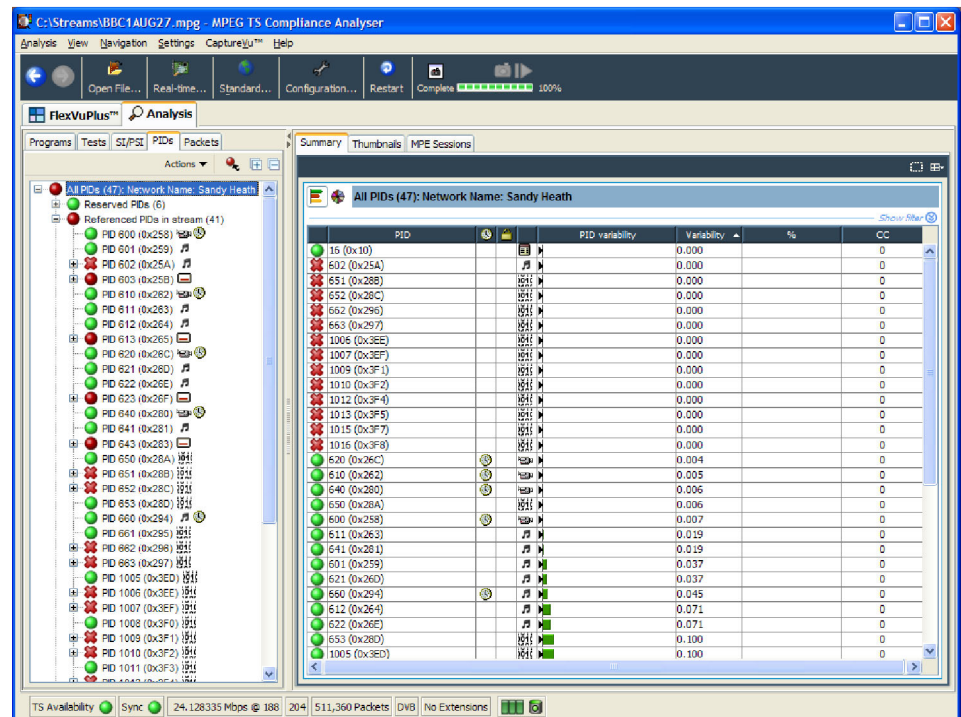 C:\Streams\BBC1AUG27.mpg - MPEG TS Compliance Analyser
Analysis View Navigation Settings CaptureVu™ Help
Open File... Real-time... Standard... Configuration... Restart Complete 100%
FlexVuPlus™ Analysis
Programs Tests SI/PSI PIDs Packets
Actions
All PIDs (47): Network Name: Sandy Heath
Reserved PIDs (6)
Referenced PIDs in stream (41)
PID 600 (0x258)
PID 601 (0x259)
PID 602 (0x25A)
PID 603 (0x25B)
PID 610 (0x262)
PID 611 (0x263)
PID 612 (0x264)
PID 613 (0x265)
PID 620 (0x26C)
PID 621 (0x26D)
PID 622 (0x26E)
PID 623 (0x26F)
PID 640 (0x280)
PID 641 (0x281)
PID 643 (0x283)
PID 650 (0x28A)
PID 651 (0x28B)
PID 652 (0x28C)
PID 653 (0x28D)
PID 660 (0x294)
PID 661 (0x295)
PID 662 (0x296)
PID 663 (0x297)
PID 1005 (0x3ED)
PID 1006 (0x3EE)
PID 1007 (0x3EF)
PID 1008 (0x3F0)
PID 1009 (0x3F1)
PID 1010 (0x3F2)
PID 1011 (0x3F3)
Summary Thumbnails MPE Sessions
All PIDs (47): Network Name: Sandy Heath
Show filter
PID PID variability Variability % CC
16 (0x10) 0.000 0
602 (0x25A) 0.000 0
651 (0x28B) 0.000 0
652 (0x28C) 0.000 0
662 (0x296) 0.000 0
663 (0x297) 0.000 0
1006 (0x3EE) 0.000 0
1007 (0x3EF) 0.000 0
1009 (0x3F1) 0.000 0
1010 (0x3F2) 0.000 0
1012 (0x3F4) 0.000 0
1013 (0x3F5) 0.000 0
1015 (0x3F7) 0.000 0
1016 (0x3F8) 0.000 0
620 (0x26C) 0.004 0
610 (0x262) 0.005 0
640 (0x280) 0.006 0
650 (0x28A) 0.006 0
600 (0x258) 0.007 0
611 (0x263) 0.019 0
641 (0x281) 0.019 0
601 (0x259) 0.037 0
621 (0x26D) 0.037 0
660 (0x294) 0.045 0
612 (0x264) 0.071 0
622 (0x26E) 0.071 0
653 (0x28D) 0.100 0
1005 (0x3ED) 0.100 0
TS Availability Sync 24.128335 Mbps @ 188 204 511,360 Packets DVB No Extensions